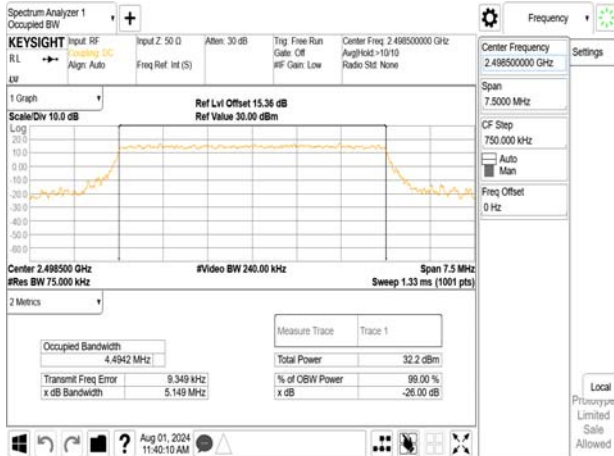 Spectrum Analyzer 1
Occupied BW
+
Frequency
KEYSIGHT
RL
Input: RF
Coupling: DC
Align: Auto
Input Z: 50 Ω
Freq Ref: Int (S)
Atten: 30 dB
Trig: Free Run
Gate: Off
#IF Gain: Low
Center Freq: 2.498500000 GHz
Avg|Hold:>10/10
Radio Std: None
Center Frequency
2.498500000 GHz
Settings
Span
7.5000 MHz
CF Step
750.000 kHz
Auto
Man
Freq Offset
0 Hz
1 Graph
Scale/Div 10.0 dB
Ref Lvl Offset 15.36 dB
Ref Value 30.00 dBm
Log
20.0
10.0
0.00
-10.0
-20.0
-30.0
-40.0
-50.0
-60.0
Center 2.498500 GHz
#Video BW 240.00 kHz
Span 7.5 MHz
#Res BW 75.000 kHz
Sweep 1.33 ms (1001 pts)
2 Metrics
Measure Trace
Trace 1
Occupied Bandwidth
4.4942 MHz
Total Power
32.2 dBm
Transmit Freq Error
9.349 kHz
% of OBW Power
99.00 %
x dB Bandwidth
5.149 MHz
x dB
-26.00 dB
Local
Prototype
Limited
Sale
Allowed
?
Aug 01, 2024
11:40:10 AM